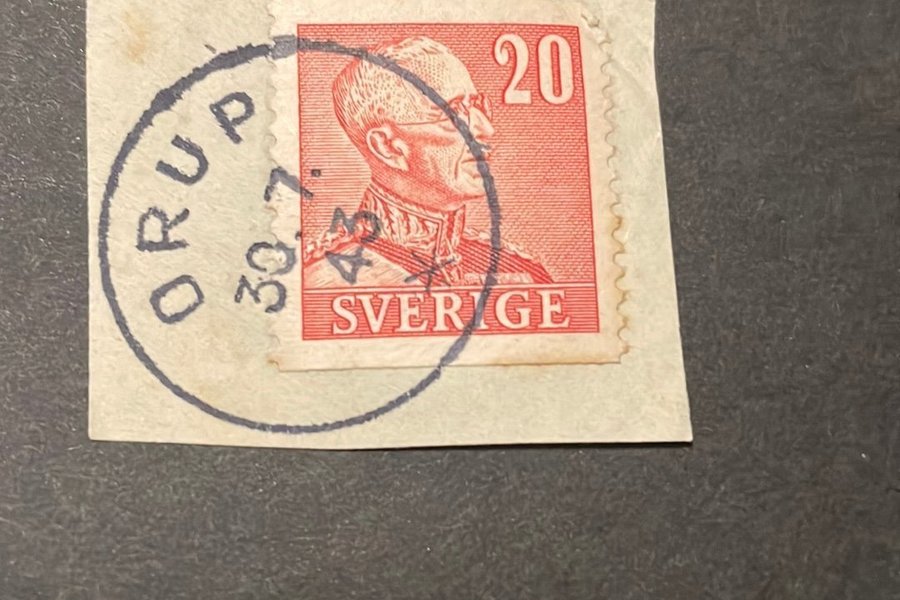 20
SVERIGE
ORUP
30.7.
43
*